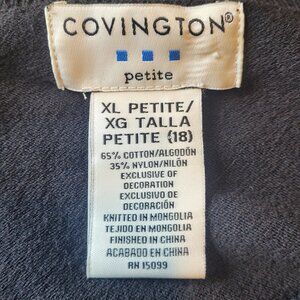 COVINGTON®
petite
XL PETITE/
XG TALLA
PETITE (18)
65% COTTON/ALGODÓN
35% NYLON/NILÓN
EXCLUSIVE OF
DECORATION
EXCLUSIVO DE
DECORACIÓN
KNITTED IN MONGOLIA
TEJIDO EN MONGOLIA
FINISHED IN CHINA
ACABADO EN CHINA
RN 15099